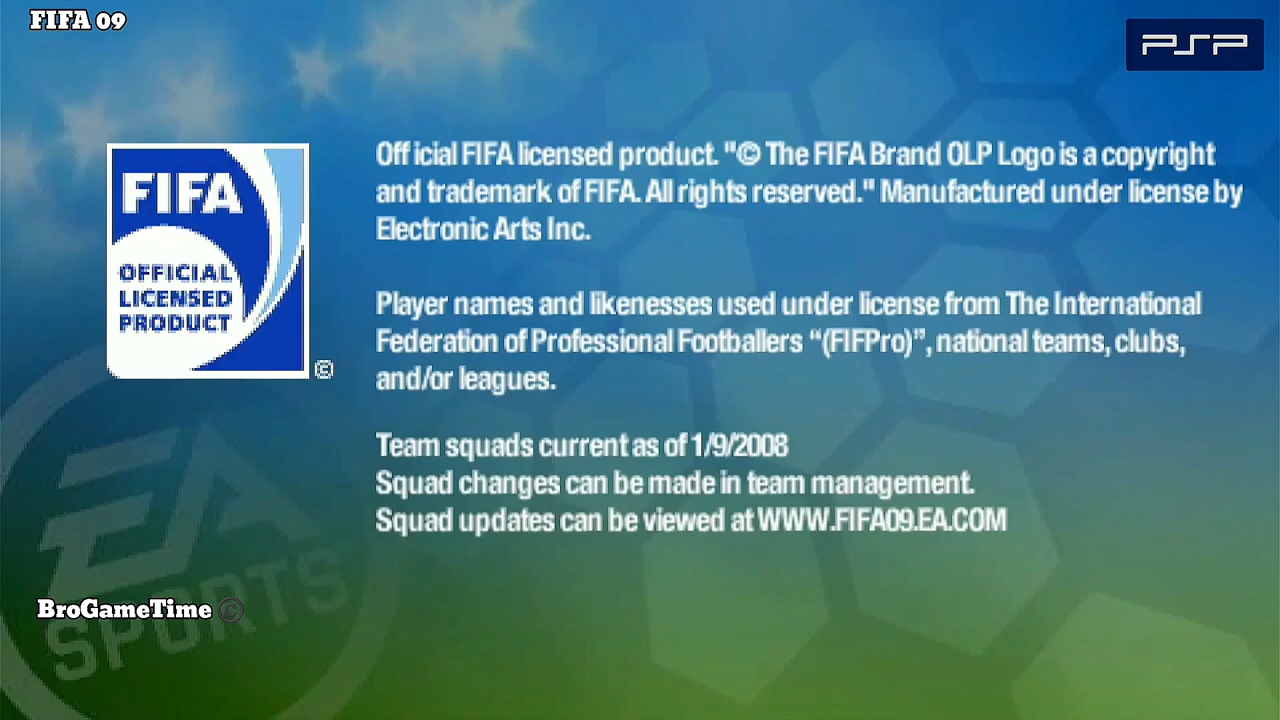 FIFA 09
PSP
FIFA
OFFICIAL
LICENSED
PRODUCT
©
Official FIFA licensed product. "© The FIFA Brand OLP Logo is a copyright
and trademark of FIFA. All rights reserved." Manufactured under license by
Electronic Arts Inc.
Player names and likenesses used under license from The International
Federation of Professional Footballers “(FIFPro)”, national teams, clubs,
and/or leagues.
Team squads current as of 1/9/2008
Squad changes can be made in team management.
Squad updates can be viewed at WWW.FIFA09.EA.COM
EA
SPORTS
BroGameTime ©